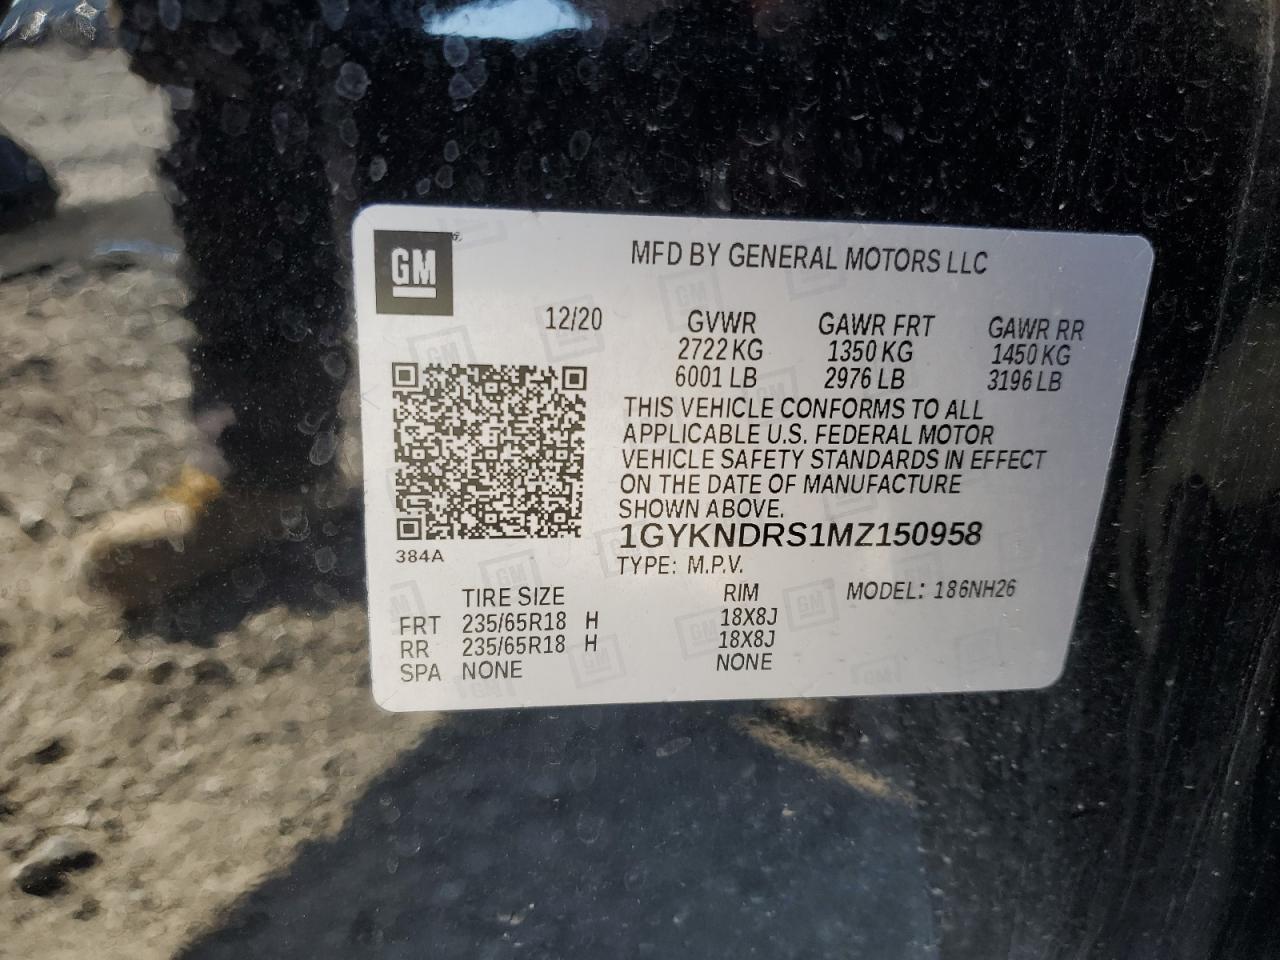 GM
MFD BY GENERAL MOTORS LLC
12/20 GVWR GAWR FRT GAWR RR
2722 KG 1350 KG 1450 KG
6001 LB 2976 LB 3196 LB
THIS VEHICLE CONFORMS TO ALL
APPLICABLE U.S. FEDERAL MOTOR
VEHICLE SAFETY STANDARDS IN EFFECT
ON THE DATE OF MANUFACTURE
SHOWN ABOVE.
1GYKNDRS1MZ150958
384A
TYPE: M.P.V.
TIRE SIZE RIM MODEL: 186NH26
FRT 235/65R18 H 18X8J
RR 235/65R18 H 18X8J
SPA NONE NONE